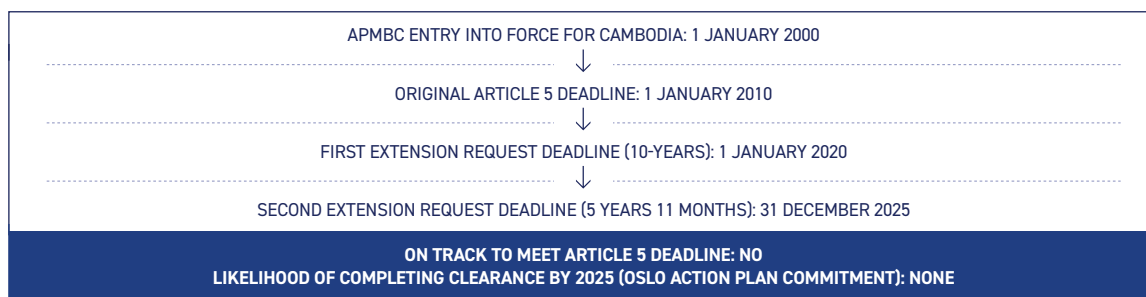 APMBC ENTRY INTO FORCE FOR CAMBODIA: 1 JANUARY 2000
ORIGINAL ARTICLE 5 DEADLINE: 1 JANUARY 2010
FIRST EXTENSION REQUEST DEADLINE (10-YEARS): 1 JANUARY 2020
SECOND EXTENSION REQUEST DEADLINE (5 YEARS 11 MONTHS): 31 DECEMBER 2025
ON TRACK TO MEET ARTICLE 5 DEADLINE: NO
LIKELIHOOD OF COMPLETING CLEARANCE BY 2025 (OSLO ACTION PLAN COMMITMENT): NONE